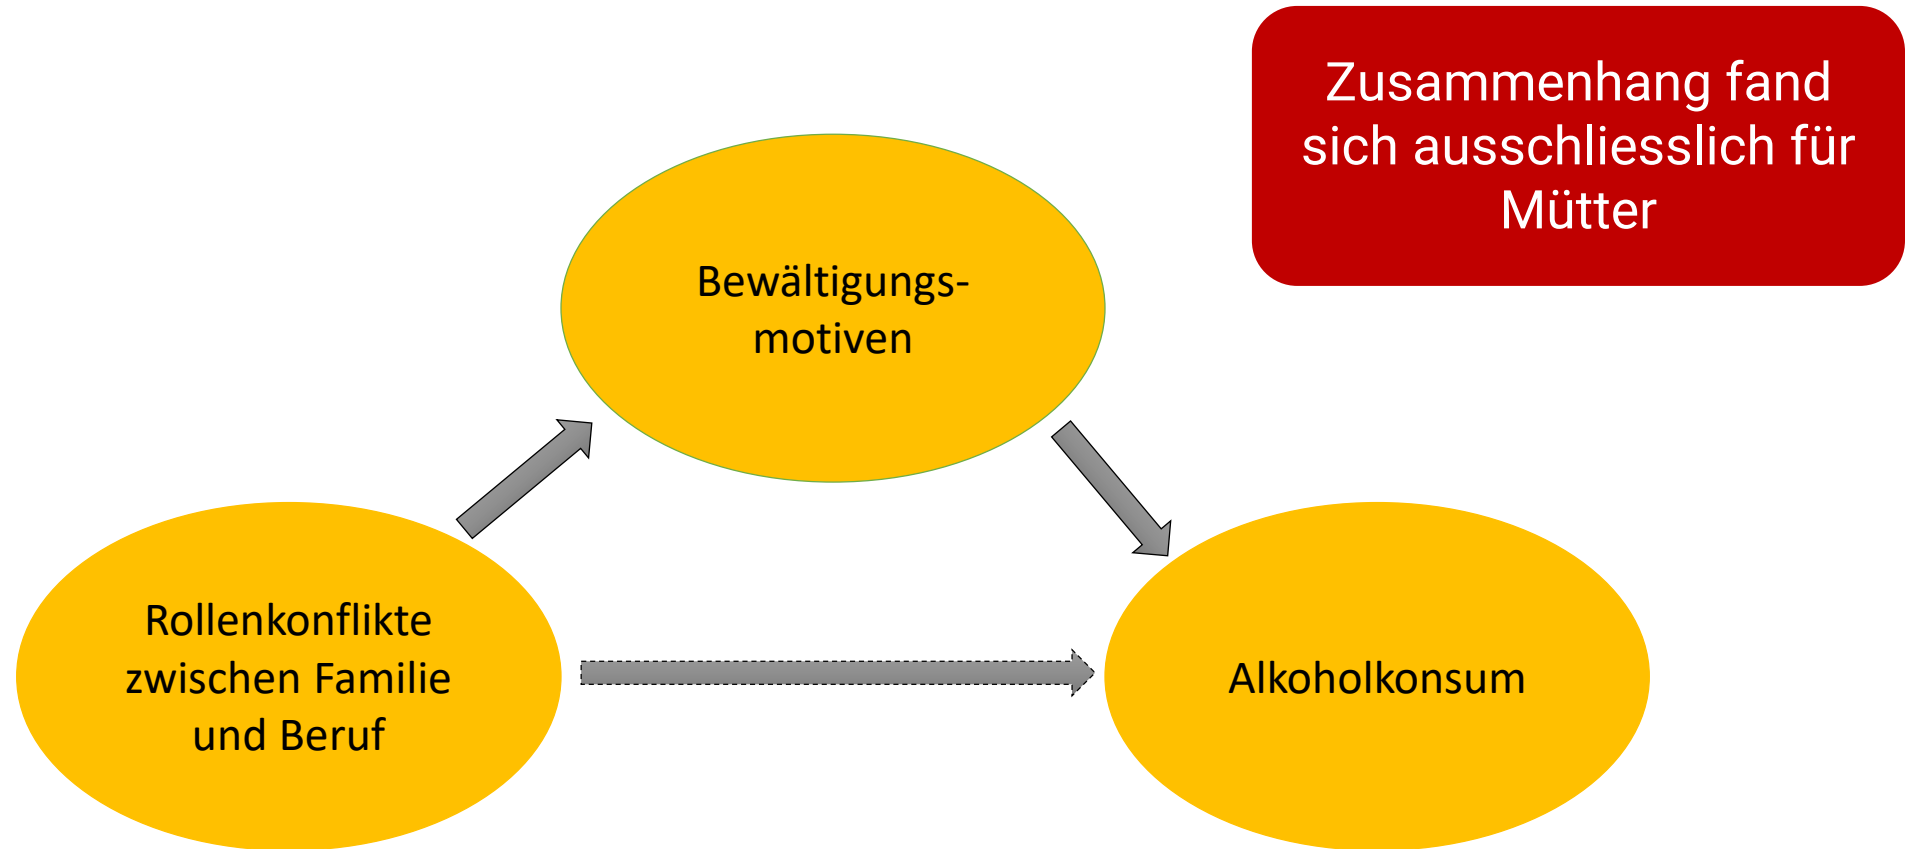 Zusammenhang fand
sich ausschliesslich für
Mütter
Bewältigungs-
motiven
Rollenkonflikte
zwischen Familie
und Beruf
Alkoholkonsum